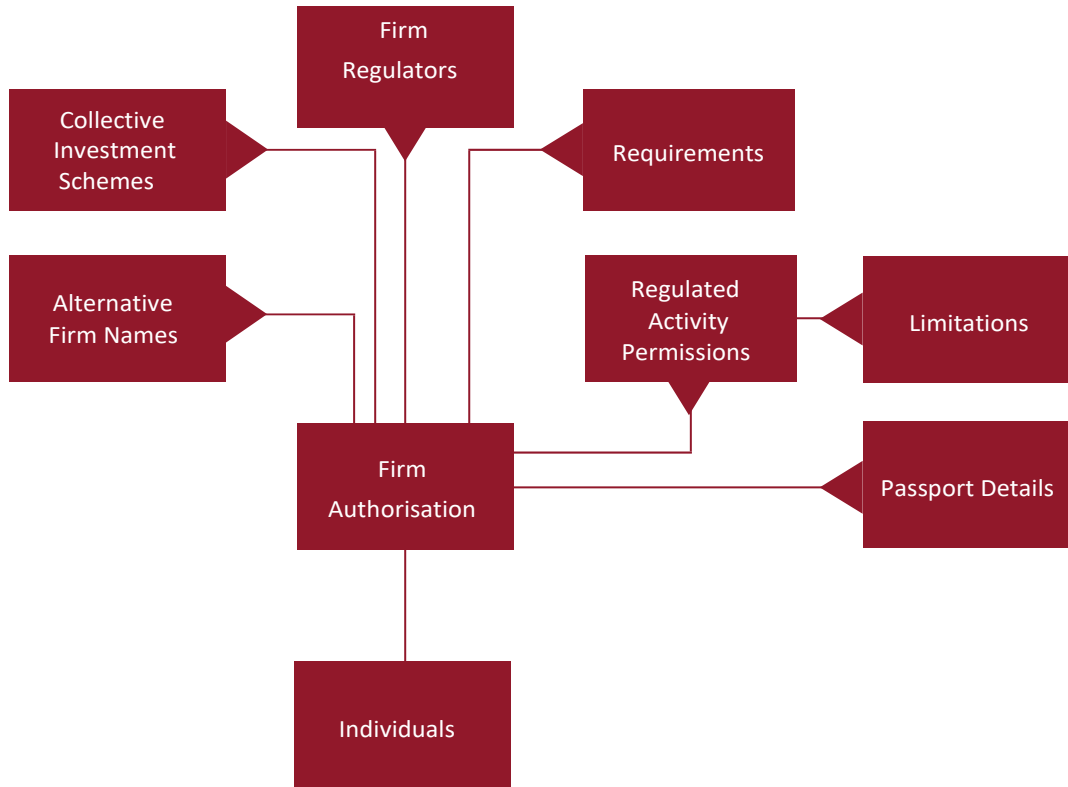 Firm
Regulators
Collective
Investment
Schemes
Requirements
Alternative
Firm Names
Regulated
Activity
Permissions
Limitations
Firm
Authorisation
Passport Details
Individuals